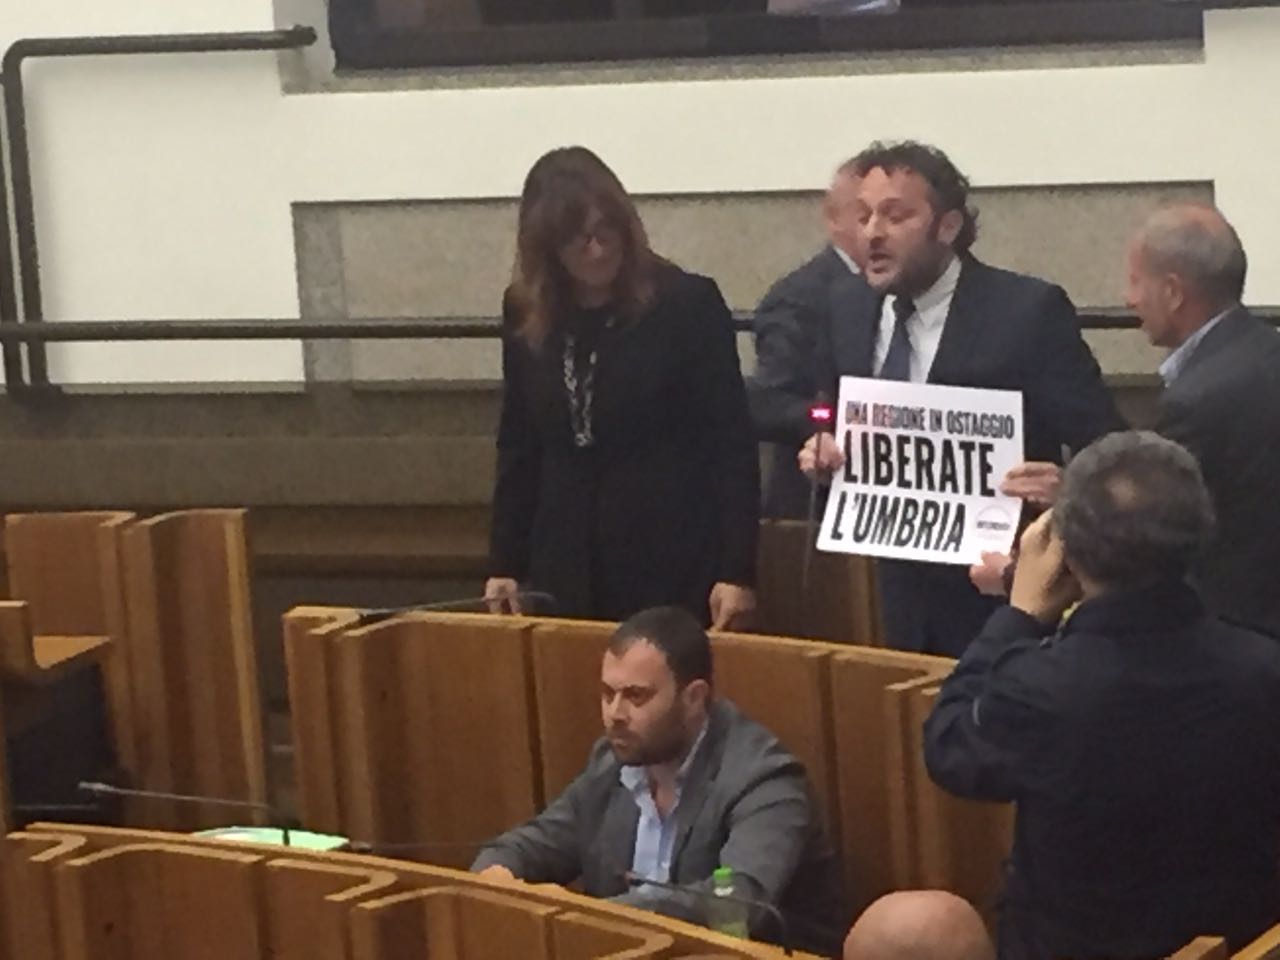 UNA REGIONE IN OSTAGGIO
LIBERATE
L'UMBRIA